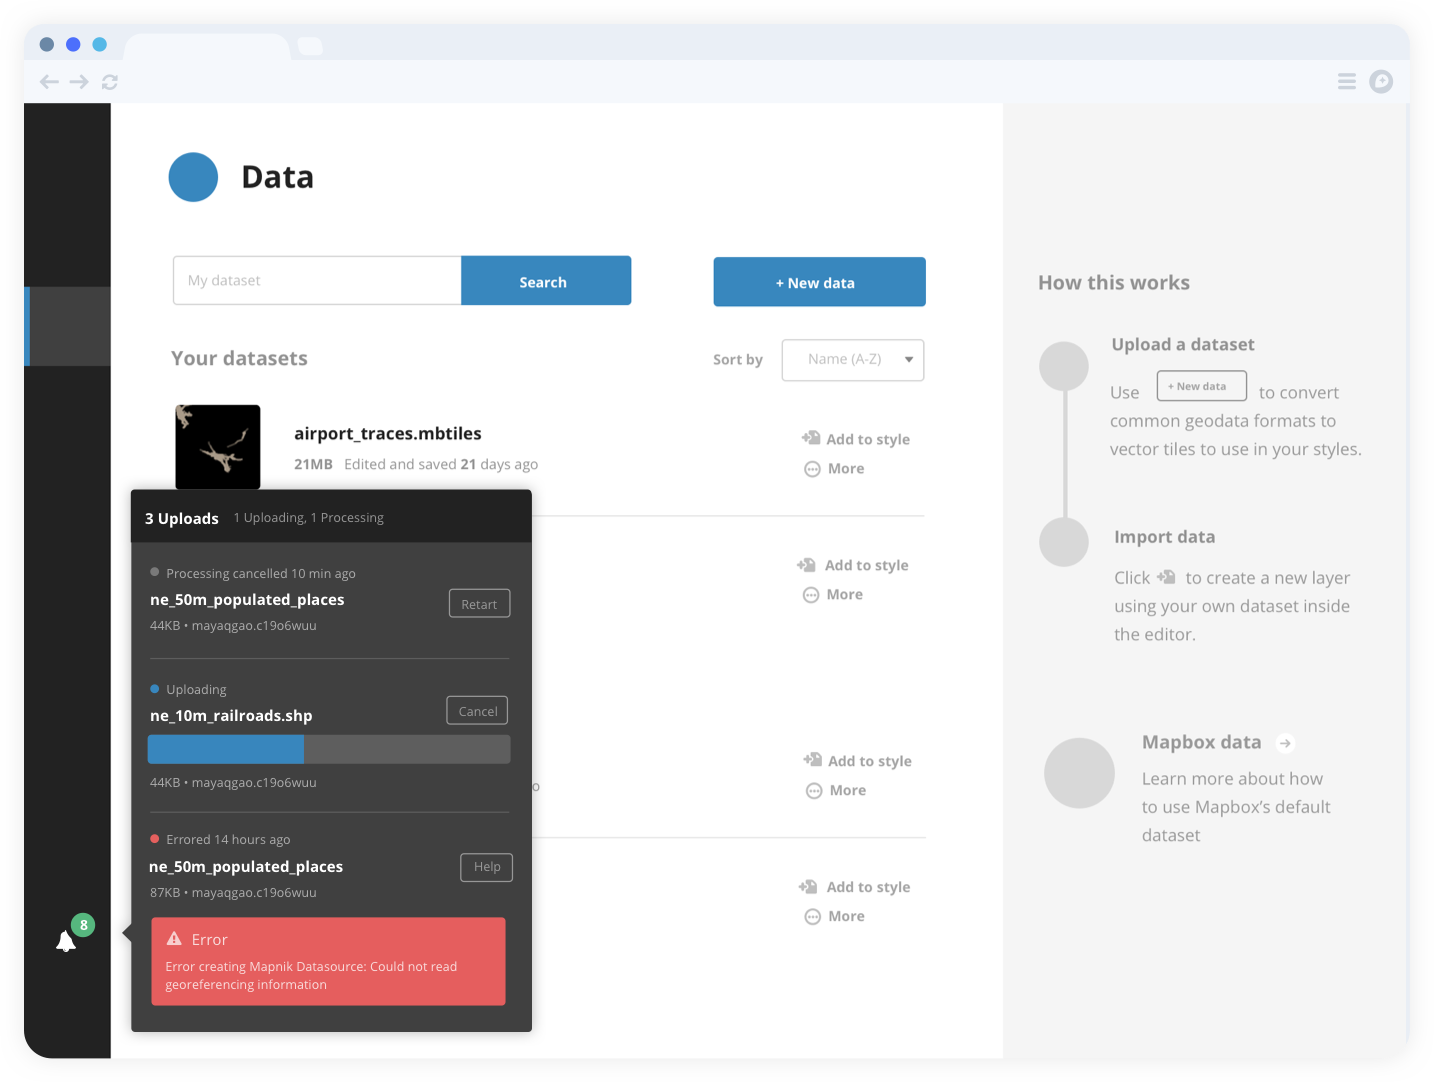 Data
My dataset
Search
+ New data
Your datasets
Sort by
Name (A-Z)
airport_traces.mbtiles
21MB Edited and saved 21 days ago
Add to style
More
3 Uploads 1 Uploading, 1 Processing
Processing cancelled 10 min ago
ne_50m_populated_places
Retart
44KB • mayaqgao.c19o6wuu
Uploading
ne_10m_railroads.shp
Cancel
44KB • mayaqgao.c19o6wuu
Errored 14 hours ago
ne_50m_populated_places
Help
87KB • mayaqgao.c19o6wuu
Error
Error creating Mapnik Datasource: Could not read
georeferencing information
8
Add to style
More
o
Add to style
More
Add to style
More
How this works
Upload a dataset
Use + New data to convert
common geodata formats to
vector tiles to use in your styles.
Import data
Click to create a new layer
using your own dataset inside
the editor.
Mapbox data
Learn more about how
to use Mapbox’s default
dataset